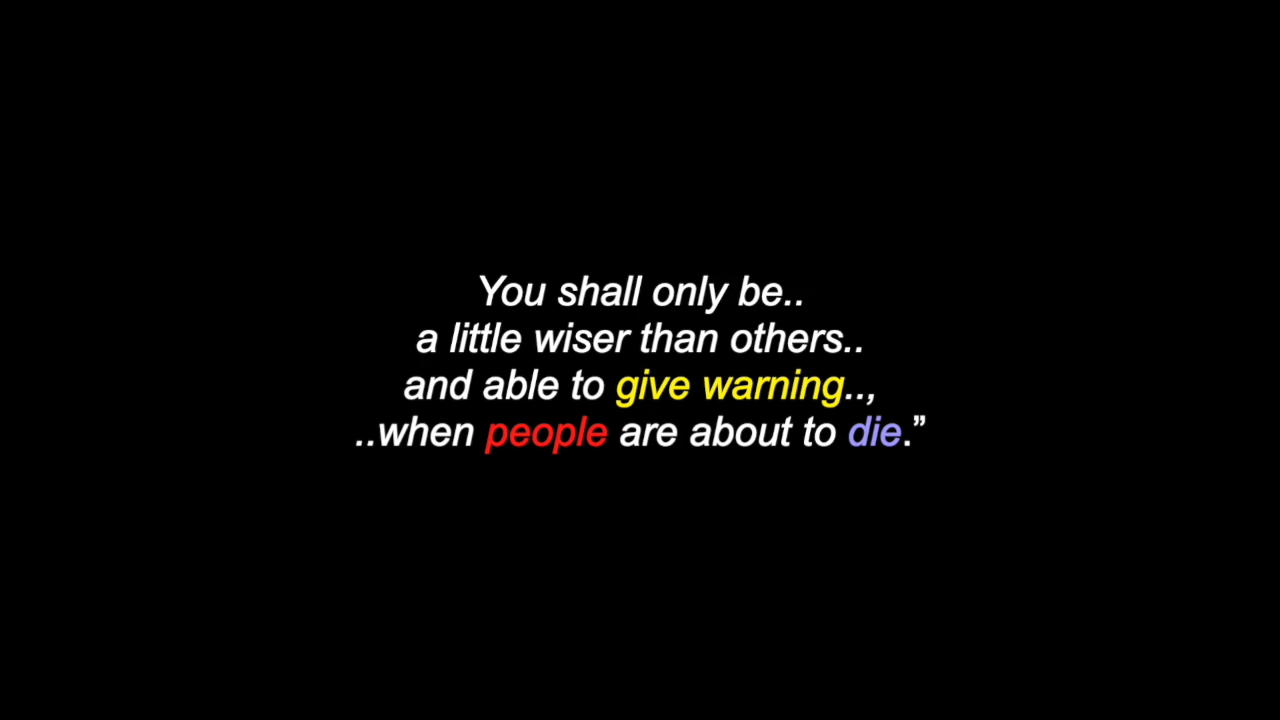 You shall only be..
a little wiser than others..
and able to give warning..,
..when people are about to die.”